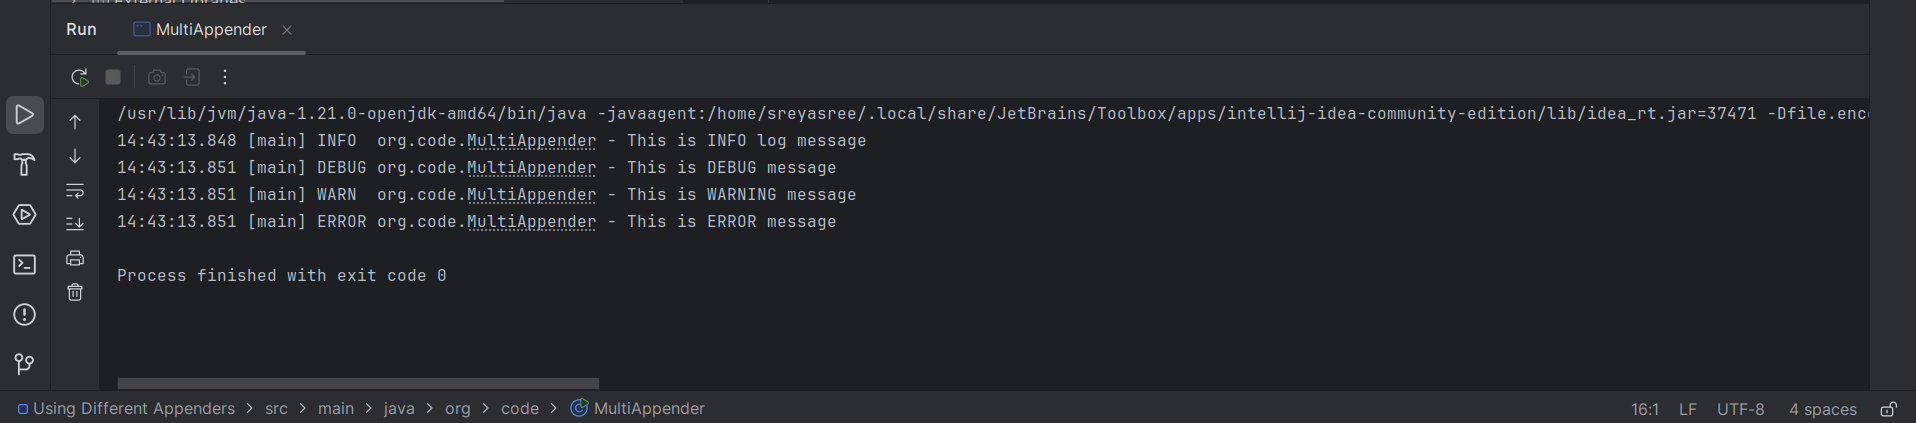 External Libraries
Run MultiAppender
/usr/lib/jvm/java-1.21.0-openjdk-amd64/bin/java -javaagent:/home/sreyasree/.local/share/JetBrains/Toolbox/apps/intellij-idea-community-edition/lib/idea_rt.jar=37471 -Dfile.enc
14:43:13.848 [main] INFO  org.code.MultiAppender - This is INFO log message
14:43:13.851 [main] DEBUG org.code.MultiAppender - This is DEBUG message
14:43:13.851 [main] WARN  org.code.MultiAppender - This is WARNING message
14:43:13.851 [main] ERROR org.code.MultiAppender - This is ERROR message
Process finished with exit code 0
Using Different Appenders > src > main > java > org > code > MultiAppender 16:1 LF UTF-8 4 spaces